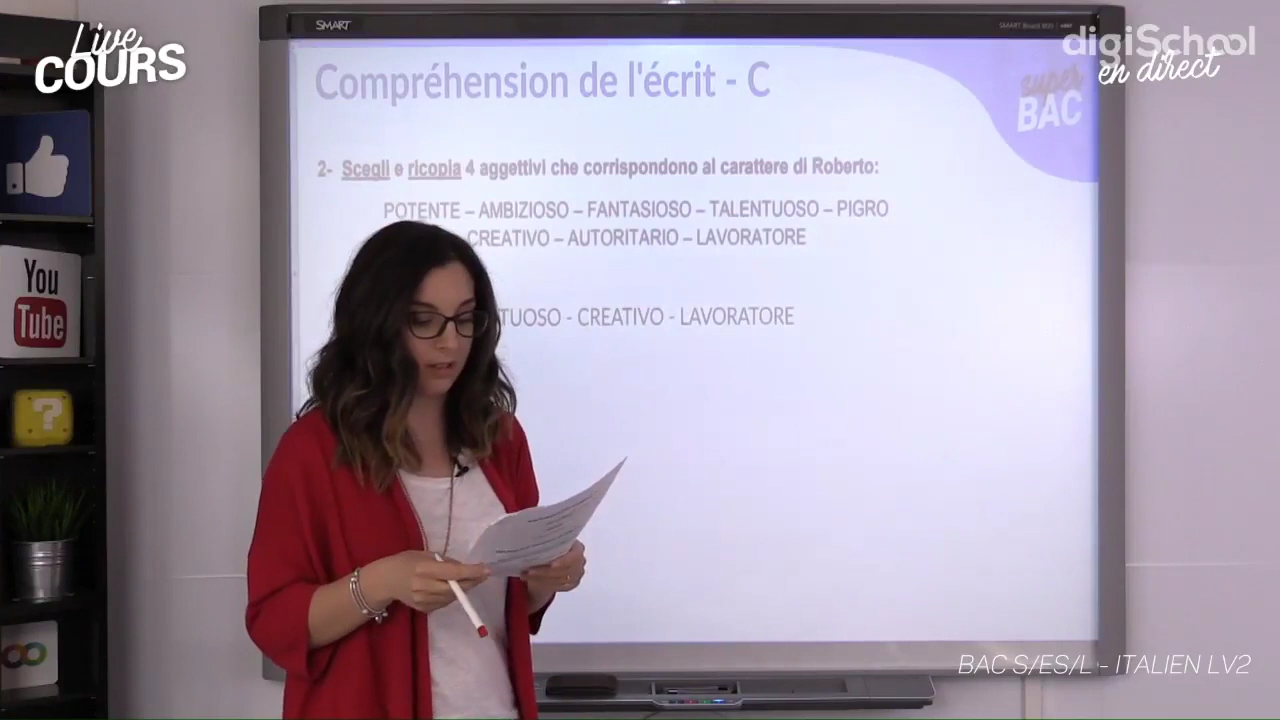 Live
COURS
SMART
digiSchool
en direct
Compréhension de l'écrit - C
super
BAC
2- Scegli e ricopia 4 aggettivi che corrispondono al carattere di Roberto:
POTENTE – AMBIZIOSO – FANTASIOSO – TALENTUOSO – PIGRO
CREATIVO – AUTORITARIO – LAVORATORE
TUOSO - CREATIVO - LAVORATORE
You
Tube
?
BAC S/ES/L - ITALIEN LV2